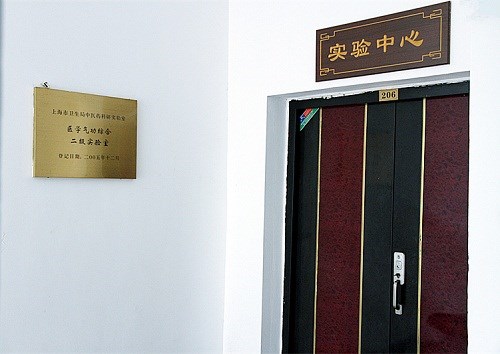 上海市卫生局中医药科研实验室
医学气功综合
二级实验室
登记日期:二00五年十二月
实验中心
206